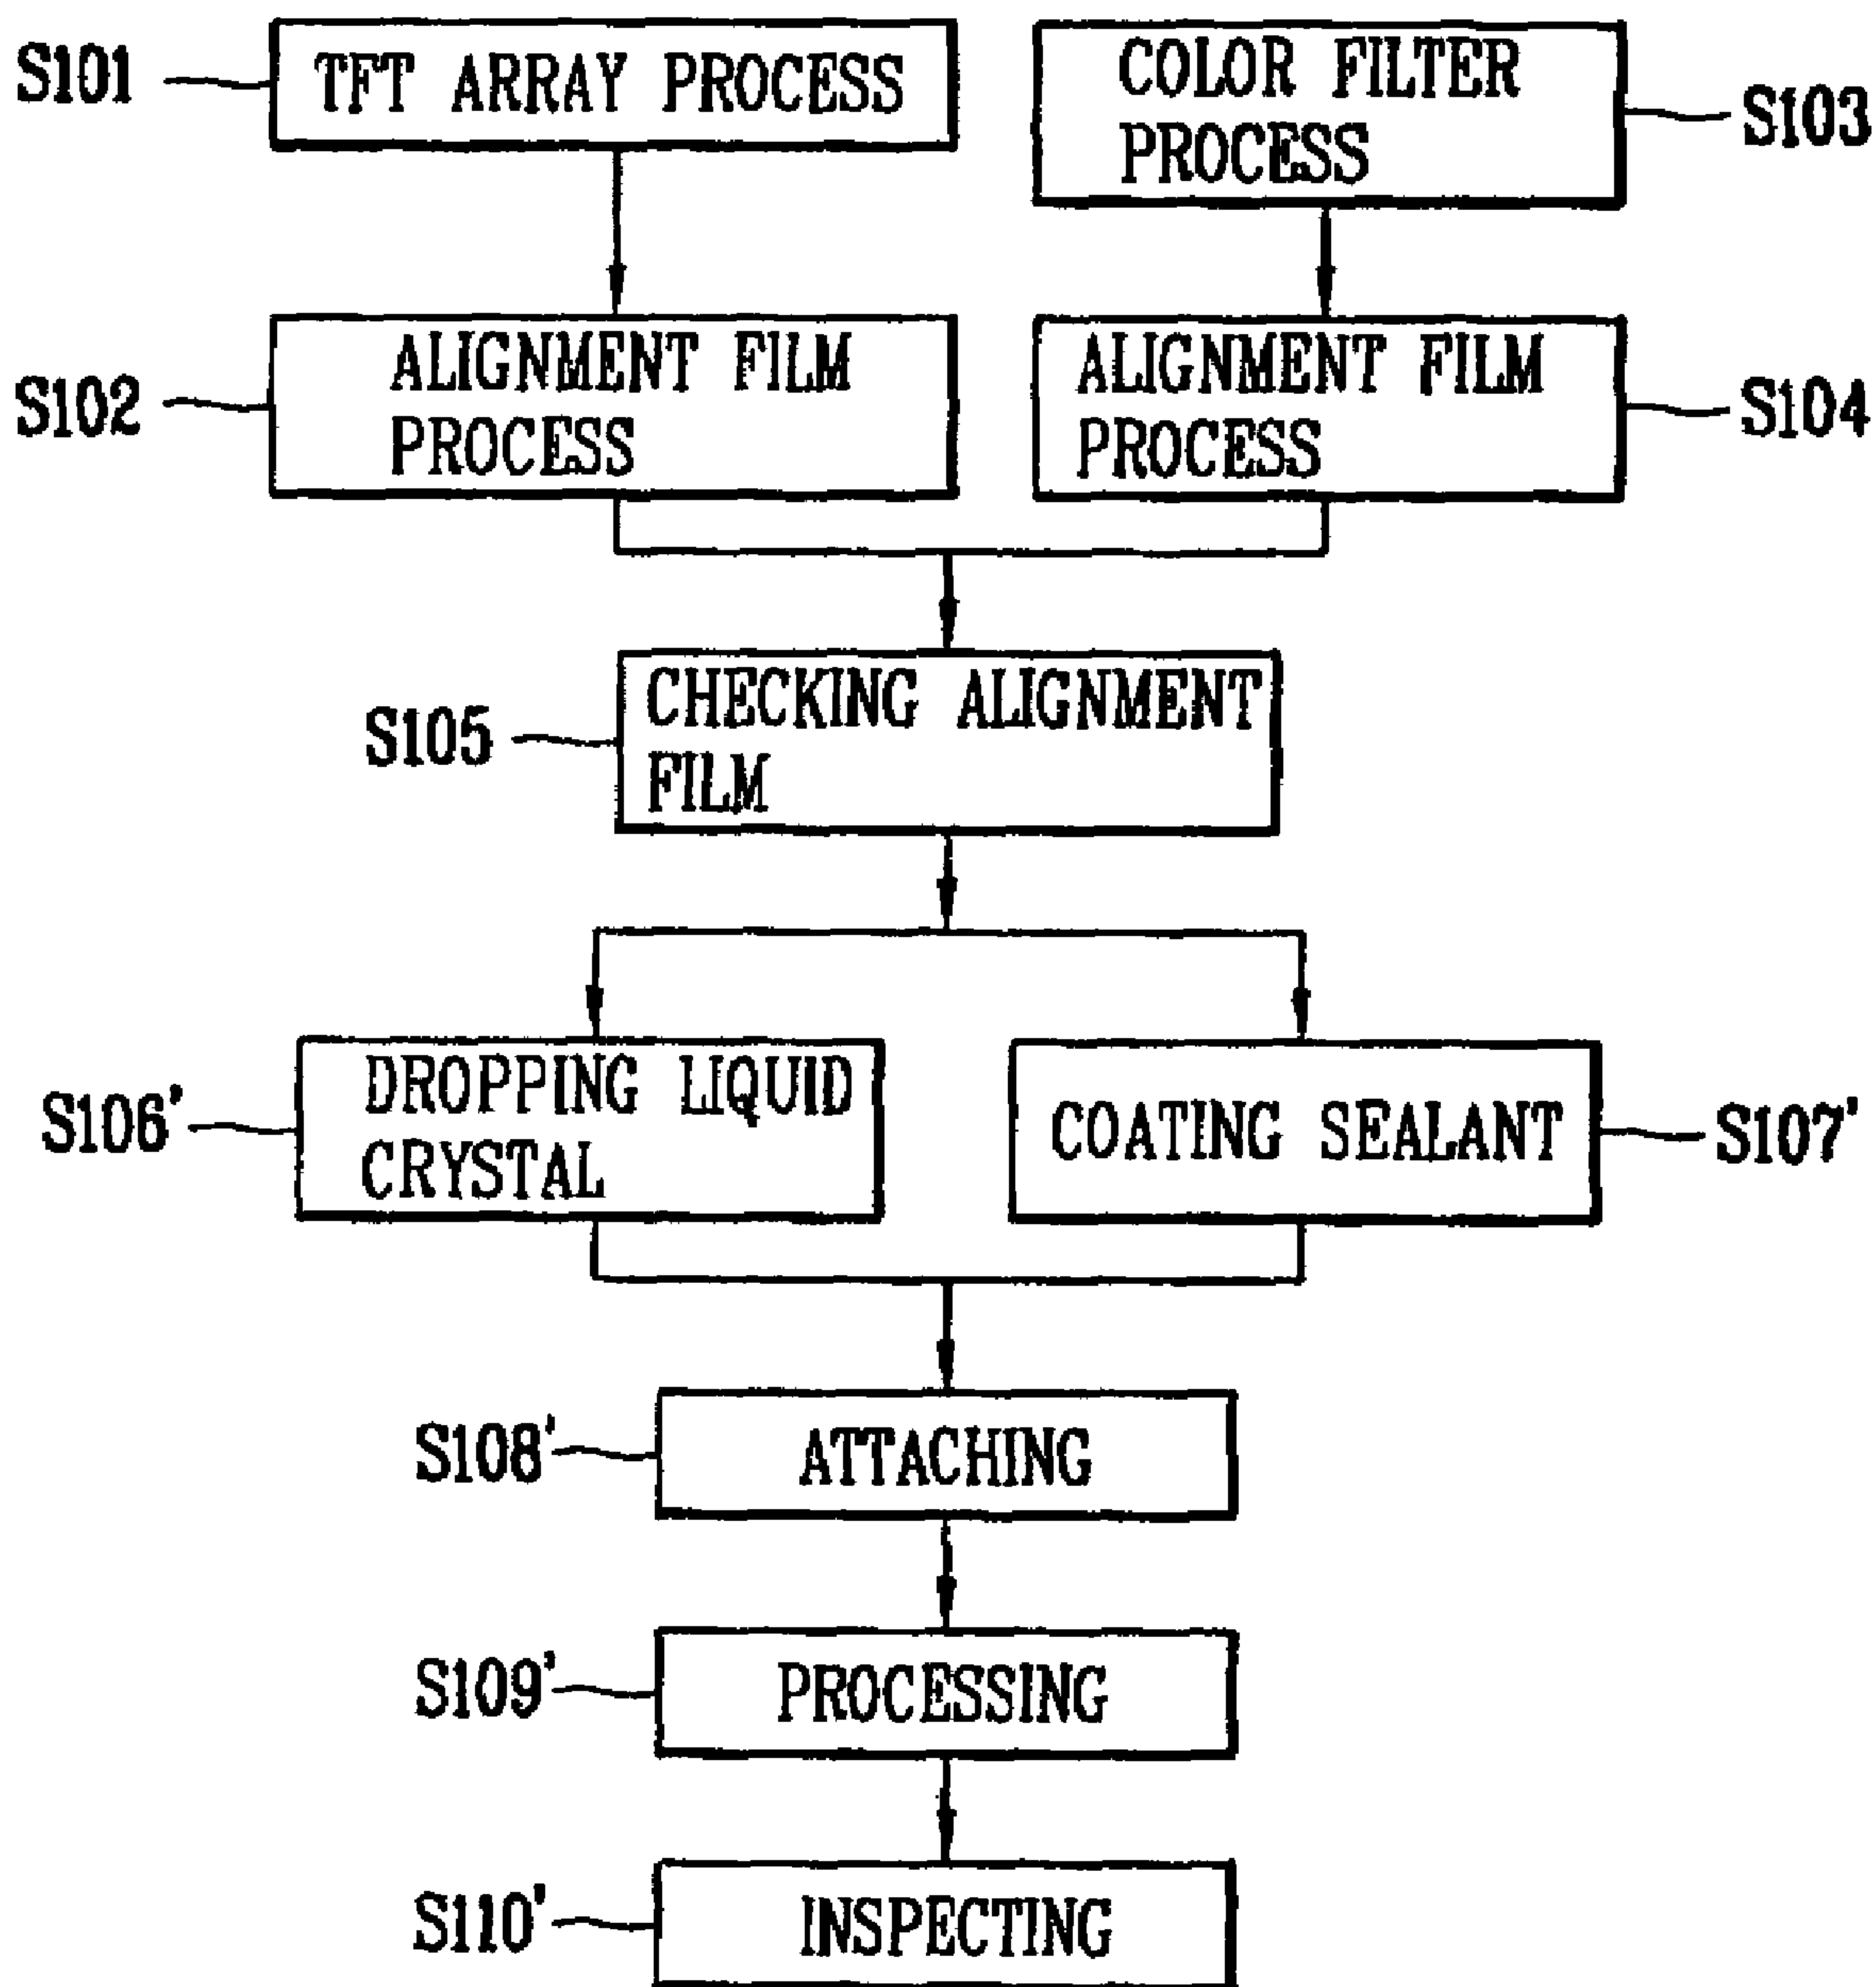 S101
TFT ARRAY PROCESS
COLOR FILTER
PROCESS
S103
S102
ALIGNMENT FILM
PROCESS
ALIGNMENT FILM
PROCESS
S104
S105
CHECKING ALIGNMENT
FILM
S106'
DROPPING LIQUID
CRYSTAL
COATING SEALANT
S107'
S108'
ATTACHING
S109'
PROCESSING
S110'
INSPECTING